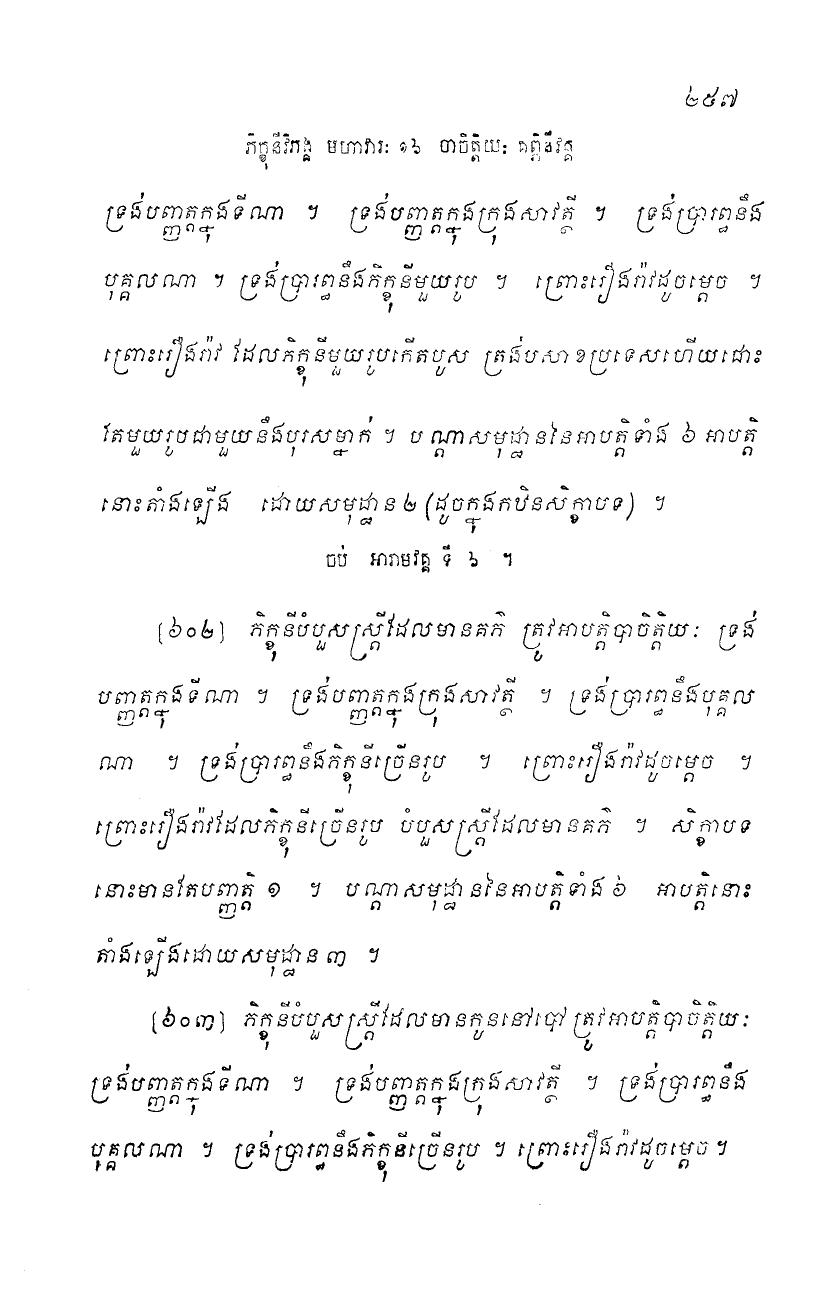 ២៥៧
ភិក្ខុនីវិភង្គ មហាវារៈ ១៦ បាចិត្តិយៈ គព្ភិនីវគ្គ
ទ្រង់បញ្ញត្តក្នុងទីណា ។ ទ្រង់បញ្ញត្តក្នុងក្រុងសាវត្ថី ។ ទ្រង់ប្រារព្ធនឹង
បុគ្គលណា ។ ទ្រង់ប្រារព្ធនឹងភិក្ខុនីមួយរូប ។ ព្រោះរឿងរ៉ាវដូចម្តេច ។
ព្រោះរឿងរ៉ាវ ដែលភិក្ខុនីមួយរូបកើតបូស ត្រង់បសាខប្រទេសហើយដោះ
តែមួយរូបជាមួយនឹងបុរសម្នាក់ ។ បណ្តាសមុដ្ឋាននៃអាបត្តិទាំង ៦ អាបត្តិ
នោះតាំងឡើង ដោយសមុដ្ឋាន ២ (ដូចក្នុងកឋិនសិក្ខាបទ) ។
ចប់ អារាមវគ្គ ទី ៦ ។
[៦០២] ភិក្ខុនីបំបួសស្ត្រីដែលមានគភ៌ ត្រូវអាបត្តិបាចិត្តិយៈ ទ្រង់
បញ្ញត្តក្នុងទីណា ។ ទ្រង់បញ្ញត្តក្នុងក្រុងសាវត្ថី ។ ទ្រង់ប្រារព្ធនឹងបុគ្គល
ណា ។ ទ្រង់ប្រារព្ធនឹងភិក្ខុនីច្រើនរូប ។ ព្រោះរឿងរ៉ាវដូចម្តេច ។
ព្រោះរឿងរ៉ាវដែលភិក្ខុនីច្រើនរូប បំបួសស្ត្រីដែលមានគភ៌ ។ សិក្ខាបទ
នោះមានតែបញ្ញត្តិ ១ ។ បណ្តាសមុដ្ឋាននៃអាបត្តិទាំង ៦ អាបត្តិនោះ
តាំងឡើងដោយសមុដ្ឋាន ៣ ។
[៦០៣] ភិក្ខុនីបំបួសស្ត្រីដែលមានកូននៅបៅ ត្រូវអាបត្តិបាចិត្តិយៈ
ទ្រង់បញ្ញត្តក្នុងទីណា ។ ទ្រង់បញ្ញត្តក្នុងក្រុងសាវត្ថី ។ ទ្រង់ប្រារព្ធនឹង
បុគ្គលណា ។ ទ្រង់ប្រារព្ធនឹងភិក្ខុនីច្រើនរូប ។ ព្រោះរឿងរ៉ាវដូចម្តេច ។